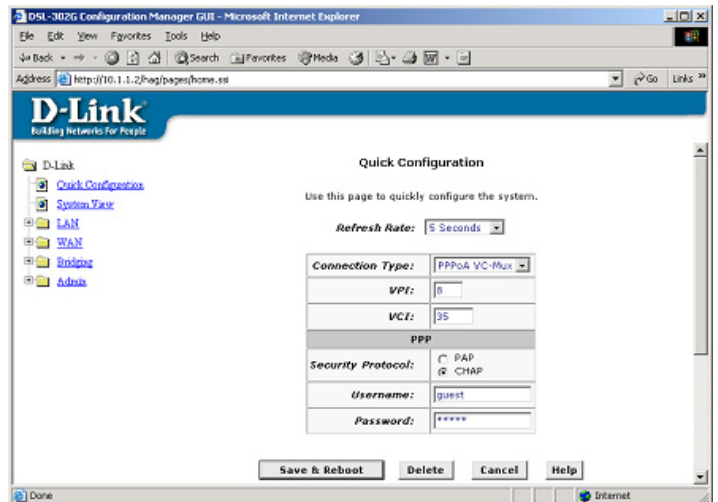 DSL-302G Configuration Manager GUI - Microsoft Internet Explorer
File Edit View Favorites Tools Help
Back Search Favorites Media
Address http://10.1.1.2/hag/pages/home.ssi Go Links »
D-Link
Building Networks For People
D-Link
Quick Configuration
System View
LAN
WAN
Bridging
Admin
Quick Configuration
Use this page to quickly configure the system.
Refresh Rate: 5 Seconds
Connection Type: PPPoA VC-Mux
VPI: 8
VCI: 35
PPP
Security Protocol: PAP
CHAP
Username: guest
Password: *****
Save & Reboot Delete Cancel Help
Done Internet